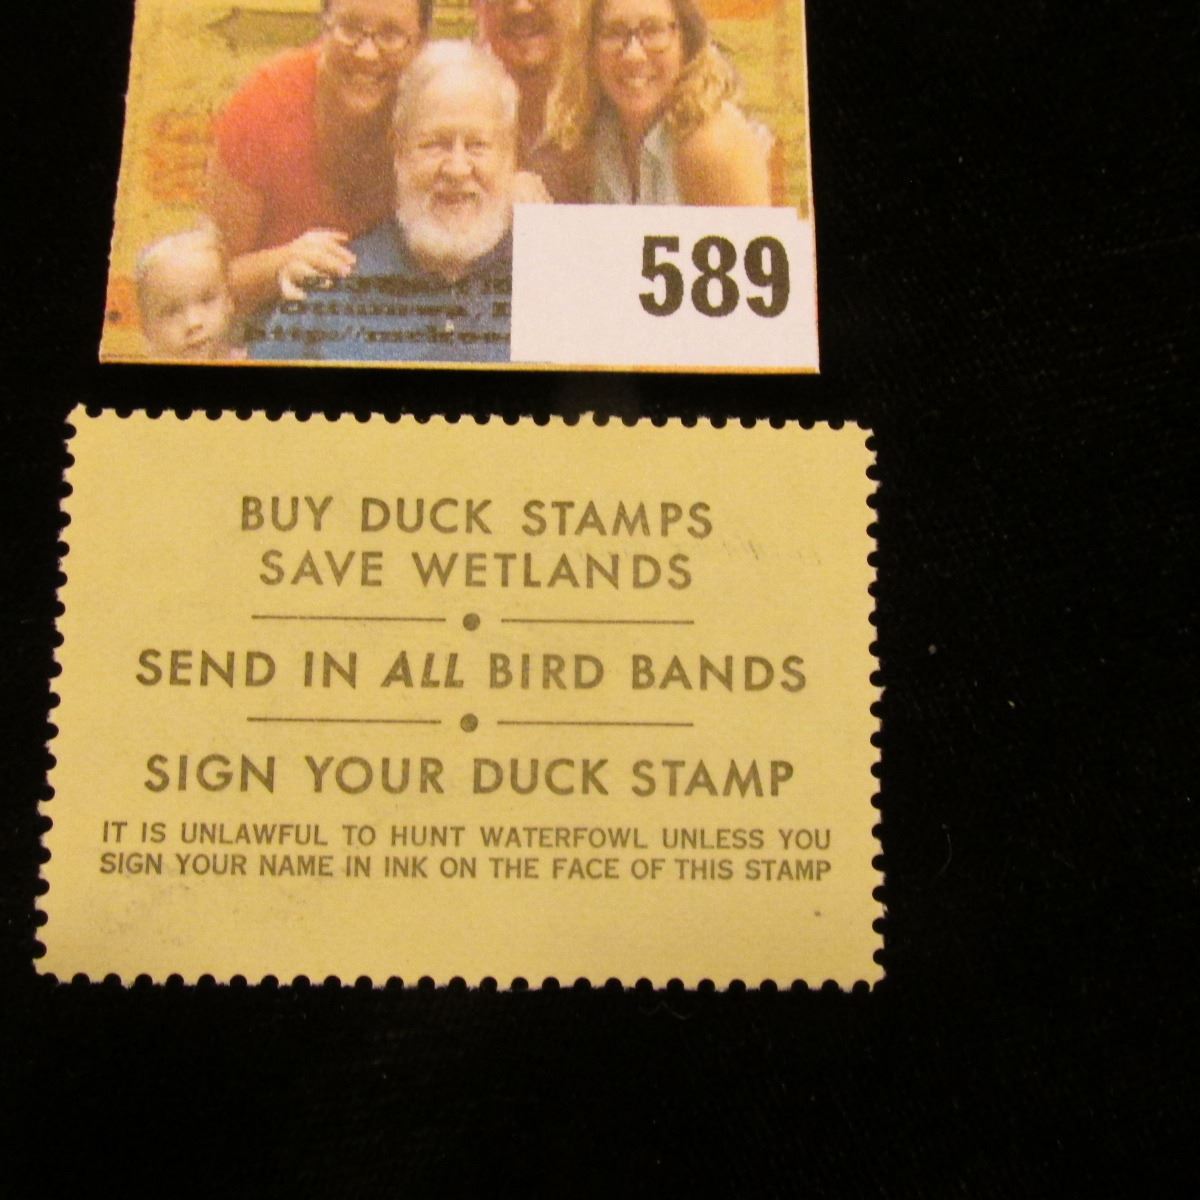 589
Ottumwa, I
BUY DUCK STAMPS
SAVE WETLANDS
SEND IN ALL BIRD BANDS
SIGN YOUR DUCK STAMP
IT IS UNLAWFUL TO HUNT WATERFOWL UNLESS YOU
SIGN YOUR NAME IN INK ON THE FACE OF THIS STAMP